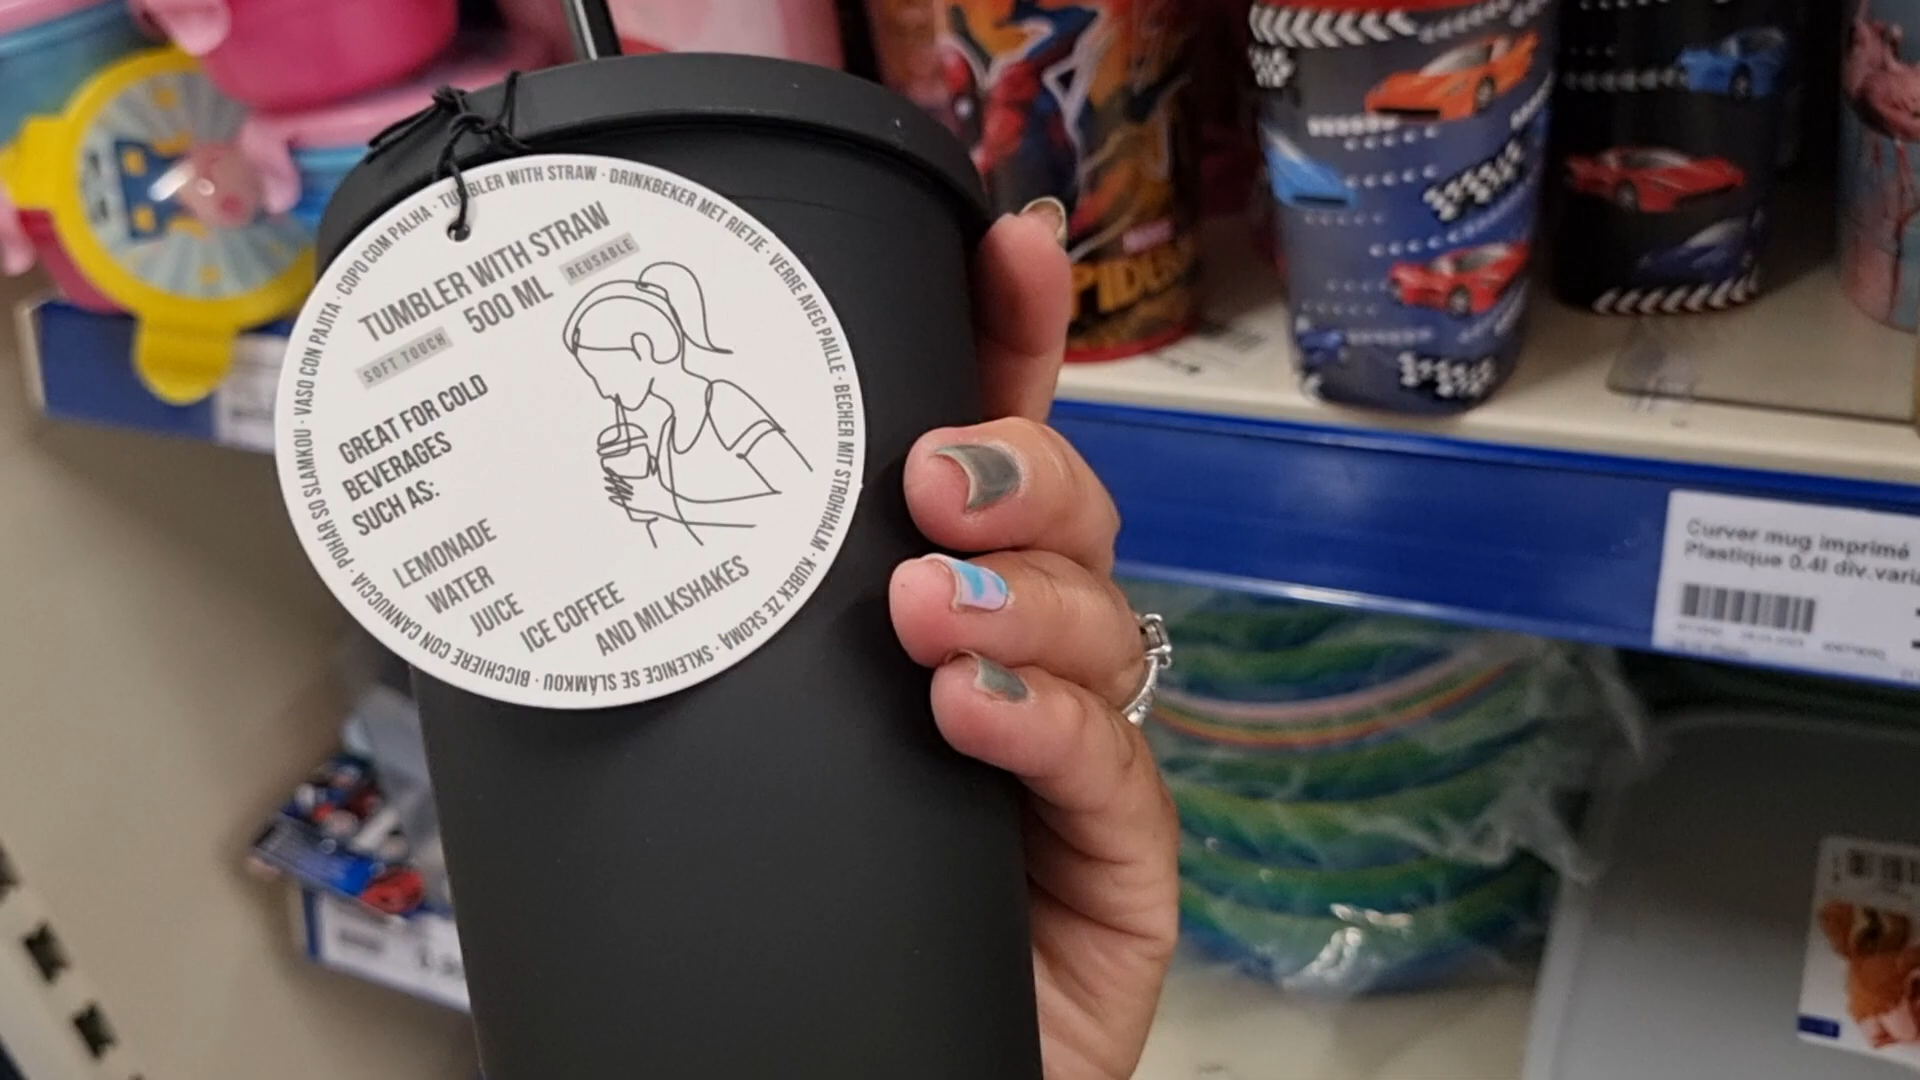 TUMBLER WITH STRAW · DRINKBEKER MET RIETJE · VERRE AVEC PAILLE · BECHER MIT STROHHALM · KUBEK ZE SŁOMĄ · SKLENICE SE SLÁMKOU · BICCHIERE CON CANNUCCIA · POHÁR SO SLAMKOU · VASO CON PAJITA · COPO COM PALHA ·
TUMBLER WITH STRAW
500 ML
REUSABLE
SOFT TOUCH
GREAT FOR COLD
BEVERAGES
SUCH AS:
LEMONADE
WATER
JUICE
ICE COFFEE
AND MILKSHAKES
Curver mug imprimé
Plastique 0.4l div.varia